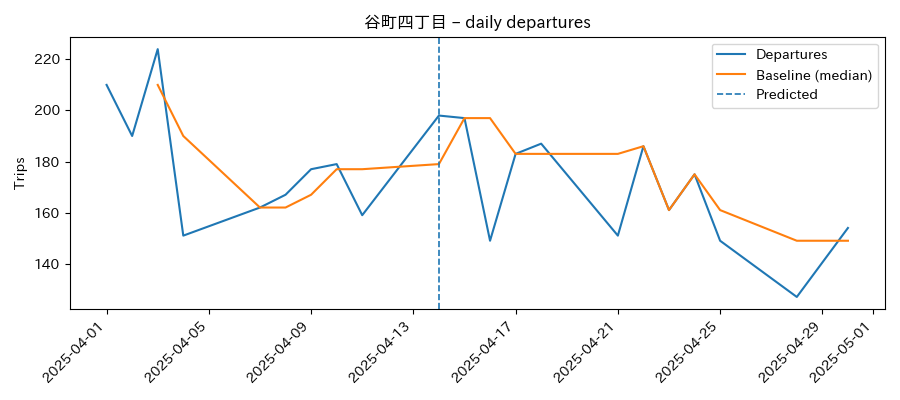 谷町四丁目 – daily departures
Departures
Baseline (median)
Predicted
Trips
220
200
180
160
140
2025-04-01
2025-04-05
2025-04-09
2025-04-13
2025-04-17
2025-04-21
2025-04-25
2025-04-29
2025-05-01